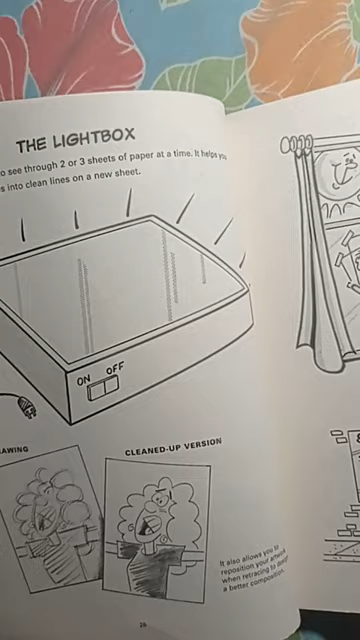 THE LIGHTBOX
o see through 2 or 3 sheets of paper at a time. It helps you
s into clean lines on a new sheet.
ON OFF
AWING
CLEANED-UP VERSION
It also allows you to
reposition your artwork
when retracing to design
a better composition.